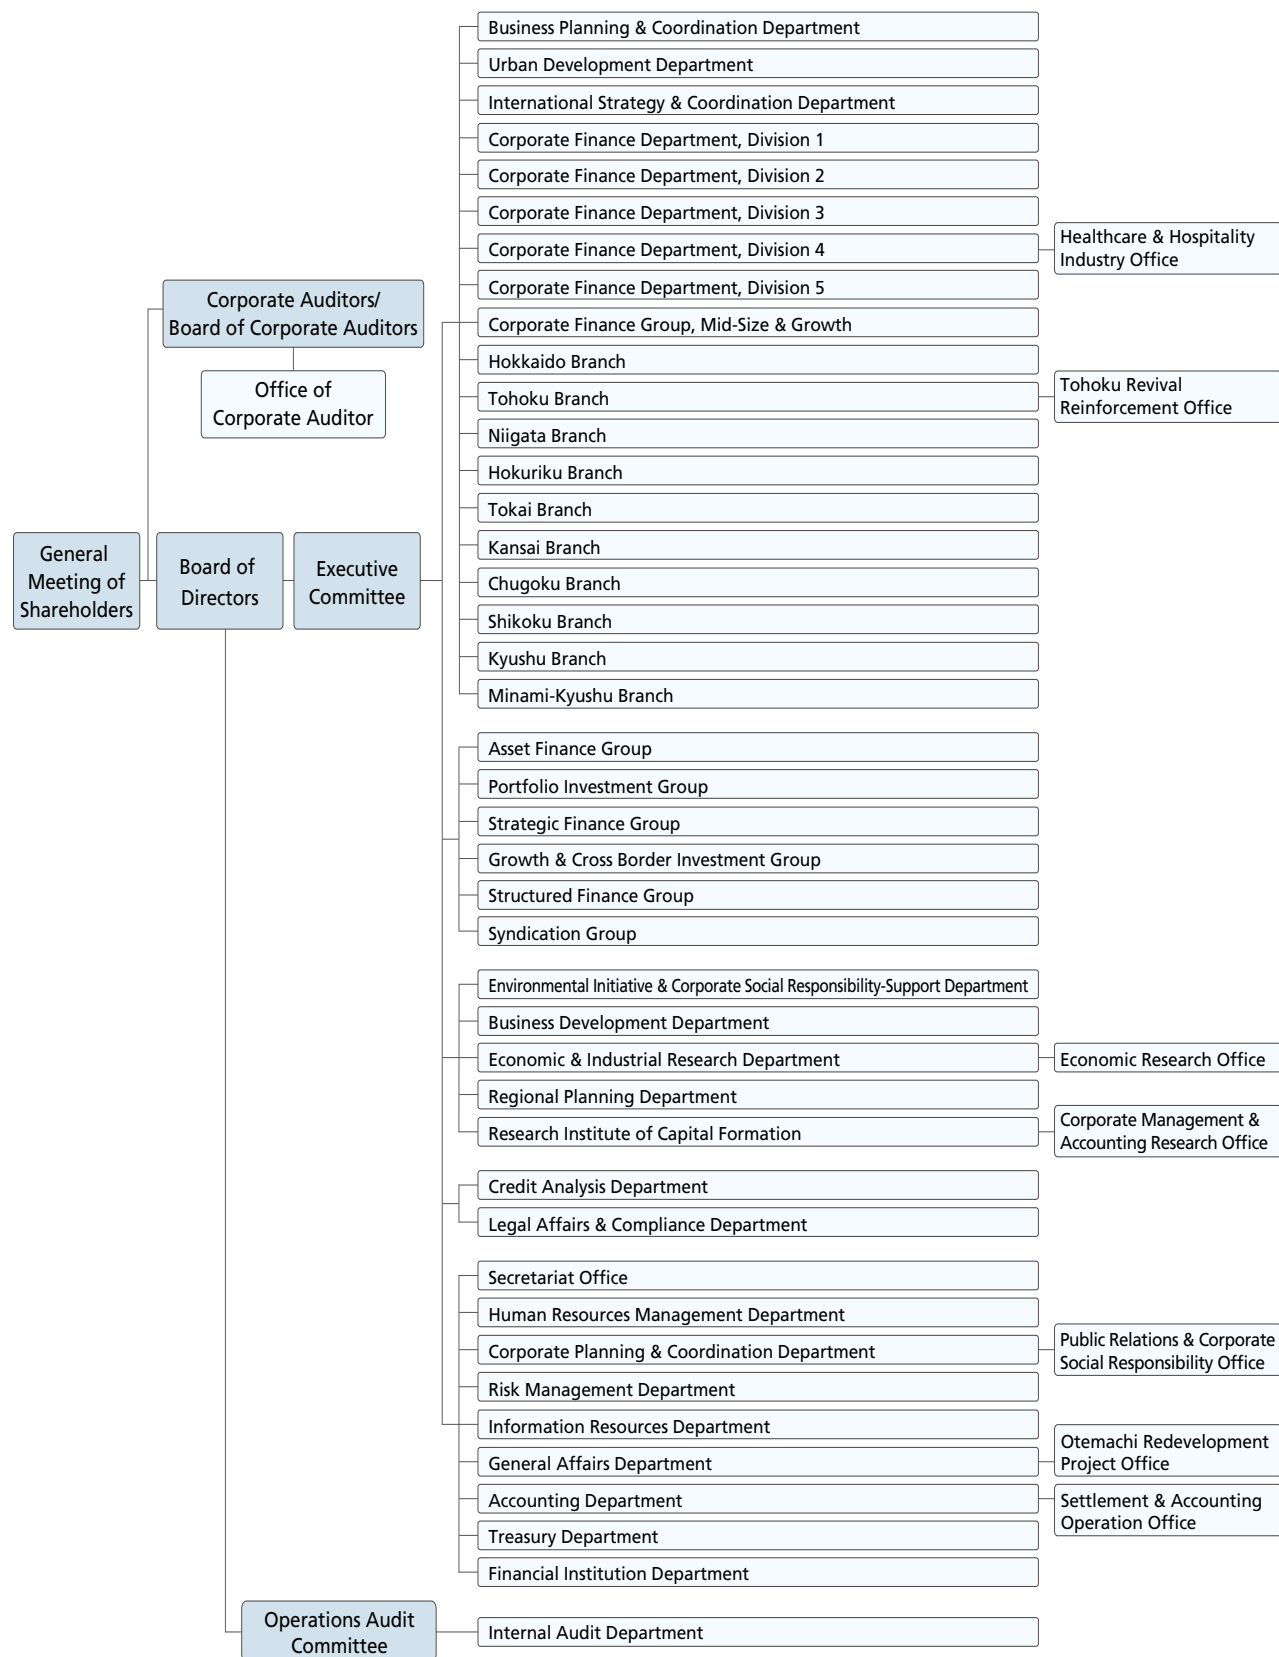 Business Planning & Coordination Department
Urban Development Department
International Strategy & Coordination Department
Corporate Finance Department, Division 1
Corporate Finance Department, Division 2
Corporate Finance Department, Division 3
Corporate Finance Department, Division 4
Healthcare & Hospitality
Industry Office
Corporate Finance Department, Division 5
Corporate Auditors/
Board of Corporate Auditors
Office of
Corporate Auditor
Corporate Finance Group, Mid-Size & Growth
Hokkaido Branch
Tohoku Branch
Tohoku Revival
Reinforcement Office
Niigata Branch
Hokuriku Branch
Tokai Branch
Kansai Branch
Chugoku Branch
Shikoku Branch
Kyushu Branch
Minami-Kyushu Branch
General
Meeting of
Shareholders
Board of
Directors
Executive
Committee
Asset Finance Group
Portfolio Investment Group
Strategic Finance Group
Growth & Cross Border Investment Group
Structured Finance Group
Syndication Group
Environmental Initiative & Corporate Social Responsibility-Support Department
Business Development Department
Economic & Industrial Research Department
Economic Research Office
Regional Planning Department
Research Institute of Capital Formation
Corporate Management &
Accounting Research Office
Credit Analysis Department
Legal Affairs & Compliance Department
Secretariat Office
Human Resources Management Department
Corporate Planning & Coordination Department
Public Relations & Corporate
Social Responsibility Office
Risk Management Department
Information Resources Department
General Affairs Department
Otemachi Redevelopment
Project Office
Accounting Department
Settlement & Accounting
Operation Office
Treasury Department
Financial Institution Department
Operations Audit
Committee
Internal Audit Department